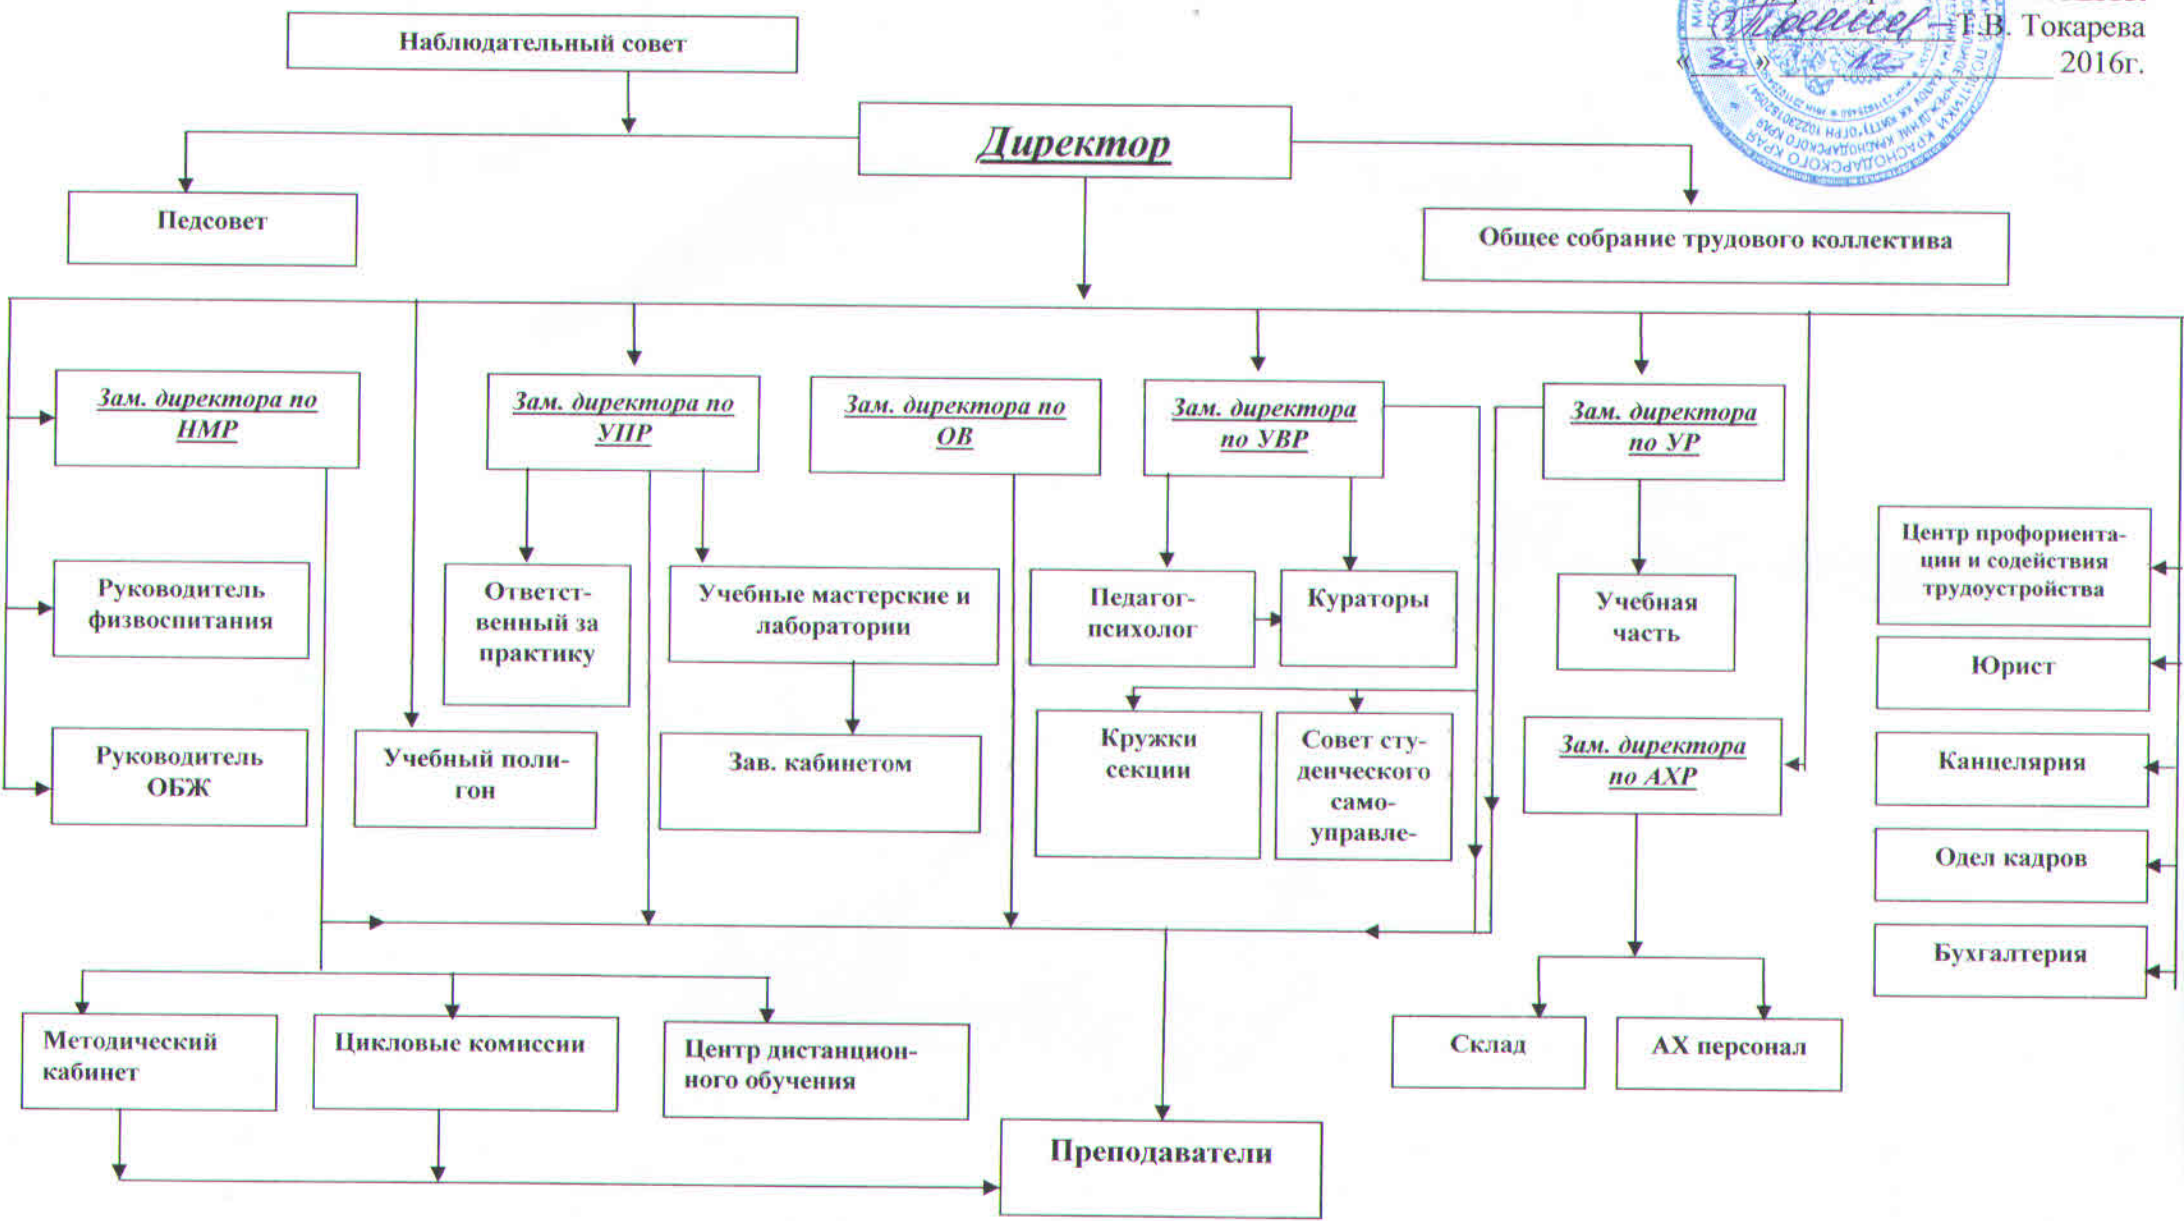 Т.В. Токарева
« 30 » 12 2016г.
Наблюдательный совет
Директор
Педсовет
Общее собрание трудового коллектива
Зам. директора по
НМР
Зам. директора по
УПР
Зам. директора по
ОВ
Зам. директора
по УВР
Зам. директора
по УР
Руководитель
физвоспитания
Ответст-
венный за
практику
Учебные мастерские и
лаборатории
Педагог-
психолог
Кураторы
Учебная
часть
Центр профориента-
ции и содействия
трудоустройства
Юрист
Руководитель
ОБЖ
Учебный поли-
гон
Зав. кабинетом
Кружки
секции
Совет сту-
денческого
само-
управле-
Зам. директора
по АХР
Канцелярия
Одел кадров
Бухгалтерия
Методический
кабинет
Цикловые комиссии
Центр дистанцион-
ного обучения
Склад
АХ персонал
Преподаватели